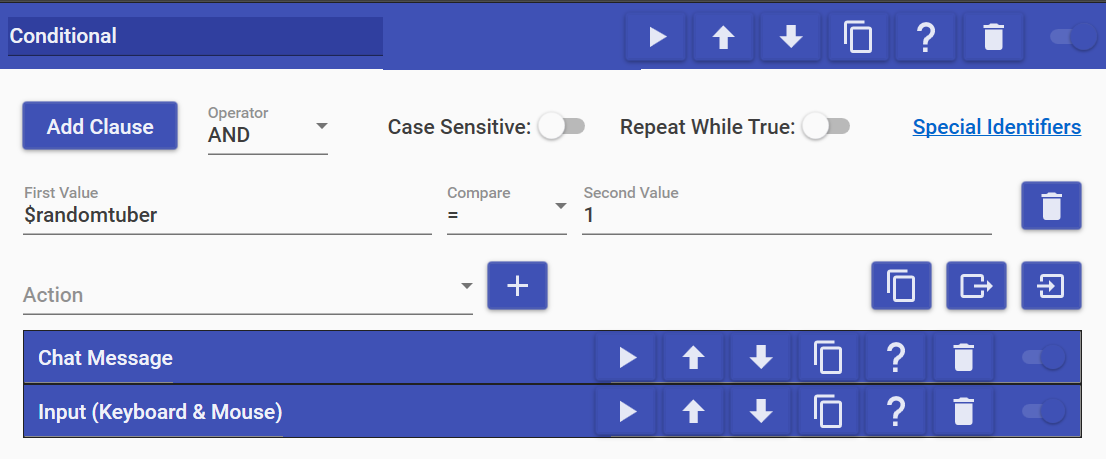 Conditional
Add Clause
Operator
AND
Case Sensitive:
Repeat While True:
Special Identifiers
First Value
$randomtuber
Compare
=
Second Value
1
Action
Chat Message
Input (Keyboard & Mouse)